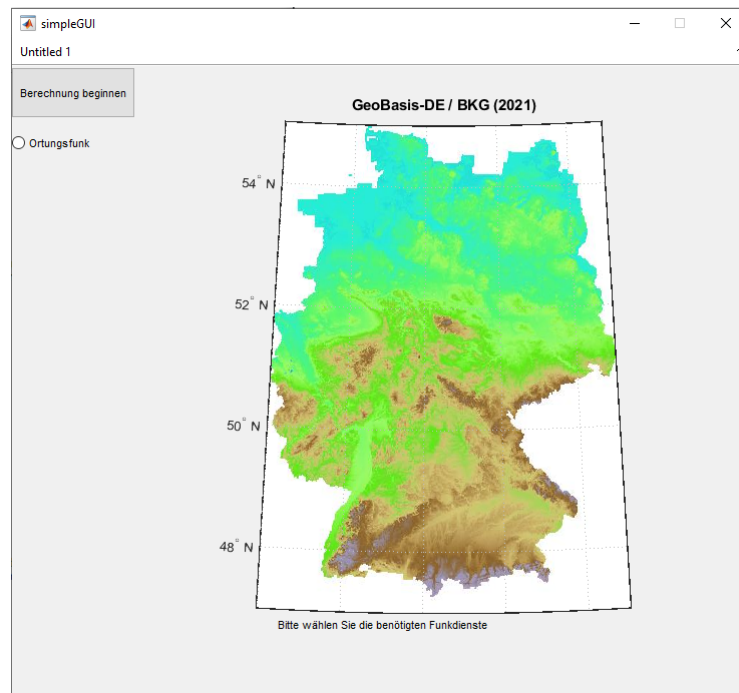 simpleGUI
Untitled 1
Berechnung beginnen
Ortungsfunk
GeoBasis-DE / BKG (2021)
54° N
52° N
50° N
48° N
Bitte wählen Sie die benötigten Funkdienste